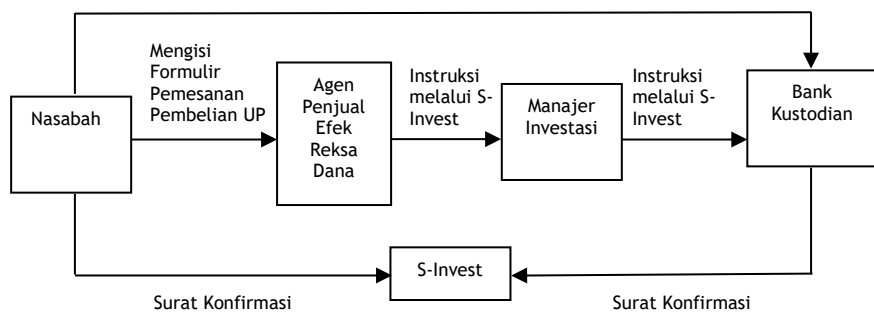 Nasabah
Mengisi
Formulir
Pemesanan
Pembelian UP
Agen
Penjual
Efek
Reksa
Dana
Instruksi
melalui S-
Invest
Manajer
Investasi
Instruksi
melalui S-
Invest
Bank
Kustodian
S-Invest
Surat Konfirmasi
Surat Konfirmasi